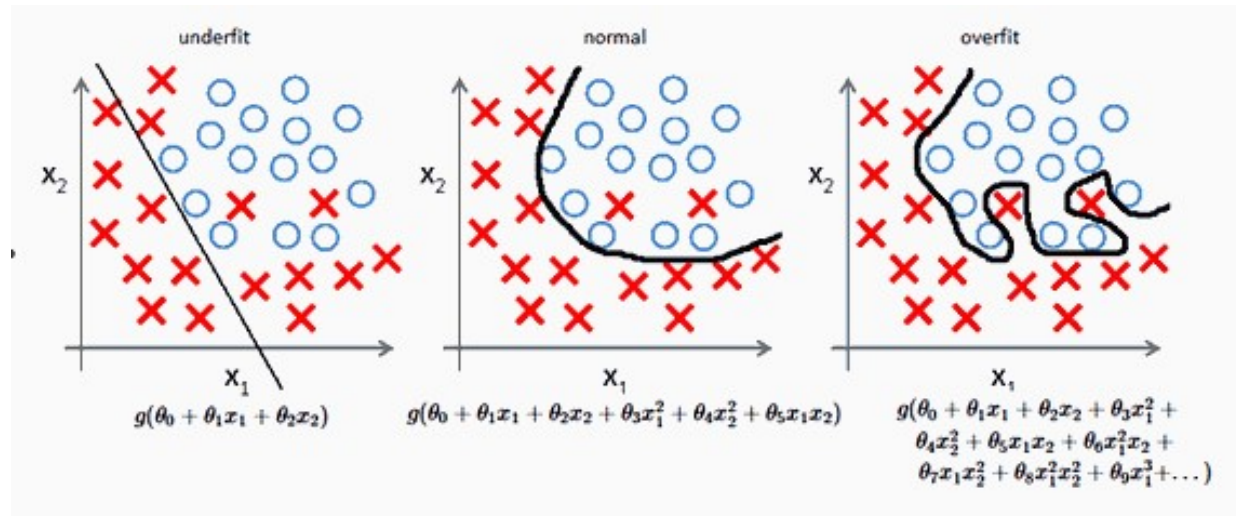 underfit
normal
overfit
X₂
X₂
X₂
X₁
X₁
X₁
g(θ₀ + θ₁x₁ + θ₂x₂)
g(θ₀ + θ₁x₁ + θ₂x₂ + θ₃x₁² + θ₄x₂² + θ₅x₁x₂)
g(θ₀ + θ₁x₁ + θ₂x₂ + θ₃x₁² +
θ₄x₂² + θ₅x₁x₂ + θ₆x₁²x₂ +
θ₇x₁x₂² + θ₈x₁²x₂² + θ₉x₁³+...)